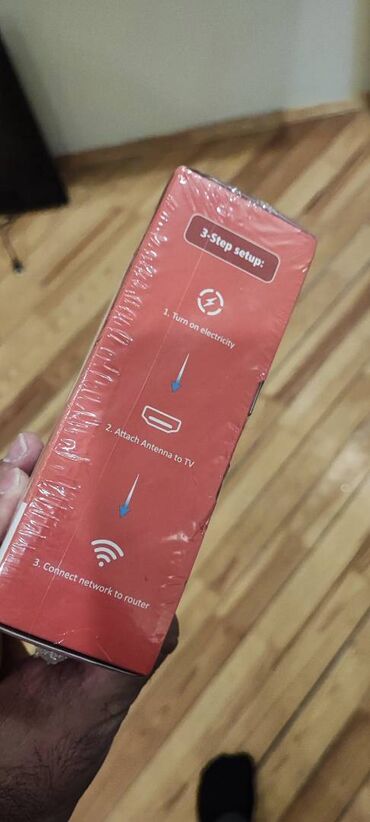 3-Step setup:
1. Turn on electricity
2. Attach Antenna to TV
3. Connect network to router